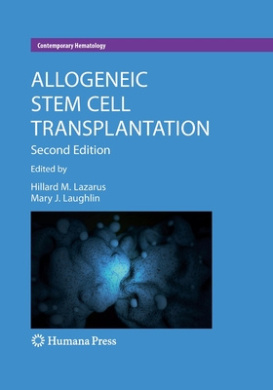 Contemporary Hematology
ALLOGENEIC
STEM CELL
TRANSPLANTATION
Second Edition
Edited by
Hillard M. Lazarus
Mary J. Laughlin
Humana Press